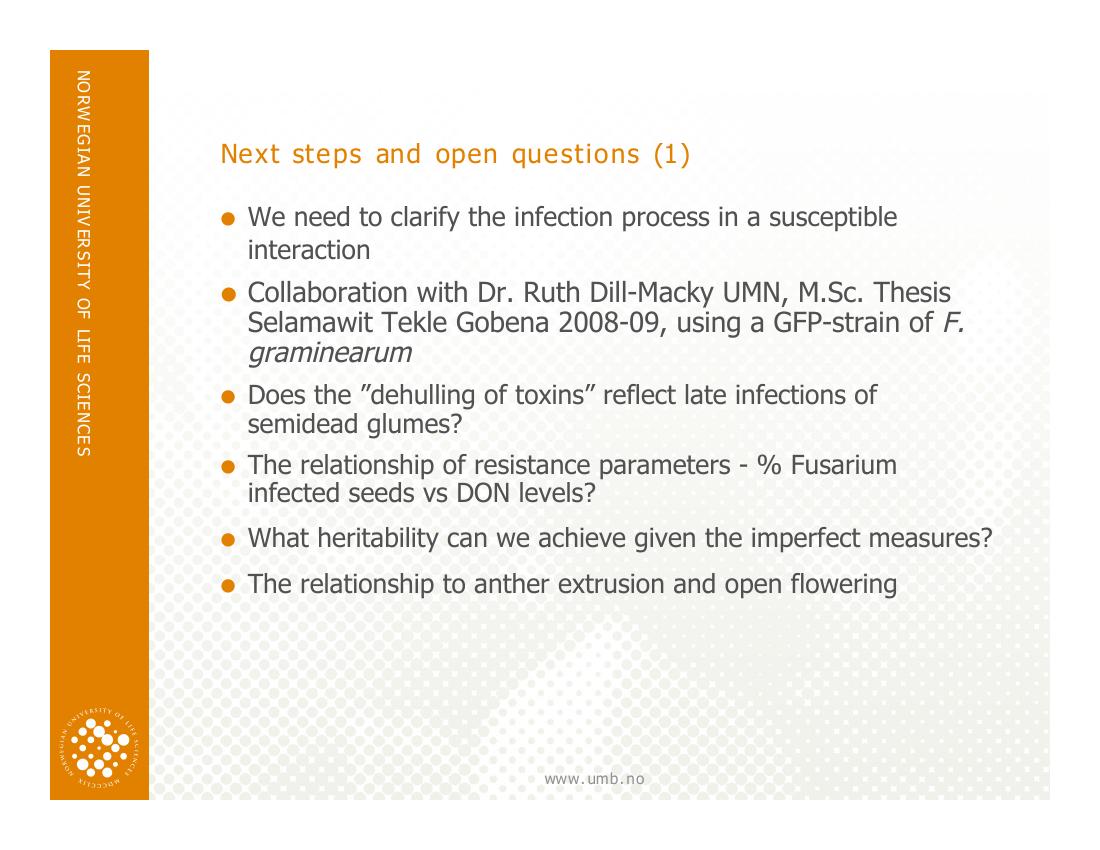 NORWEGIAN UNIVERSITY OF LIFE SCIENCES
Next steps and open questions (1)
● We need to clarify the infection process in a susceptible
interaction
● Collaboration with Dr. Ruth Dill-Macky UMN, M.Sc. Thesis
Selamawit Tekle Gobena 2008-09, using a GFP-strain of F.
graminearum
● Does the ”dehulling of toxins” reflect late infections of
semidead glumes?
● The relationship of resistance parameters - % Fusarium
infected seeds vs DON levels?
● What heritability can we achieve given the imperfect measures?
● The relationship to anther extrusion and open flowering
NORWEGIAN UNIVERSITY OF LIFE SCIENCES
MDCCCLIX
www.umb.no